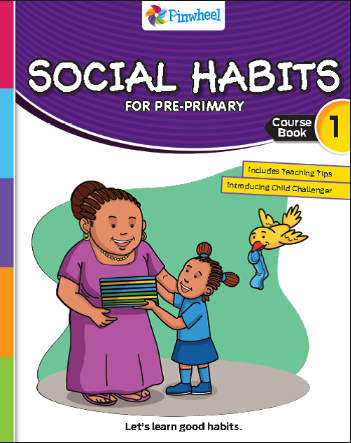 Pinwheel
SOCIAL HABITS
FOR PRE-PRIMARY
Course
Book
1
Includes Teaching Tips
Introducing Child Challenger
Let's learn good habits.